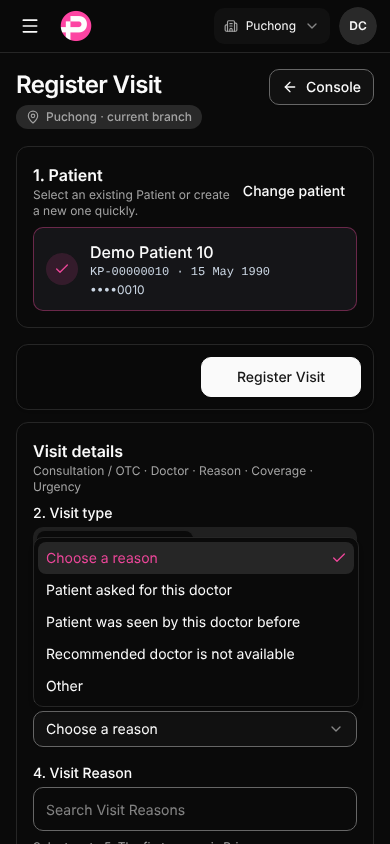 Puchong
DC
Register Visit
Console
Puchong · current branch
1. Patient
Select an existing Patient or create
a new one quickly.
Change patient
Demo Patient 10
KP-00000010 · 15 May 1990
••••0010
Register Visit
Visit details
Consultation / OTC · Doctor · Reason · Coverage ·
Urgency
2. Visit type
Choose a reason
Patient asked for this doctor
Patient was seen by this doctor before
Recommended doctor is not available
Other
Choose a reason
4. Visit Reason
Search Visit Reasons